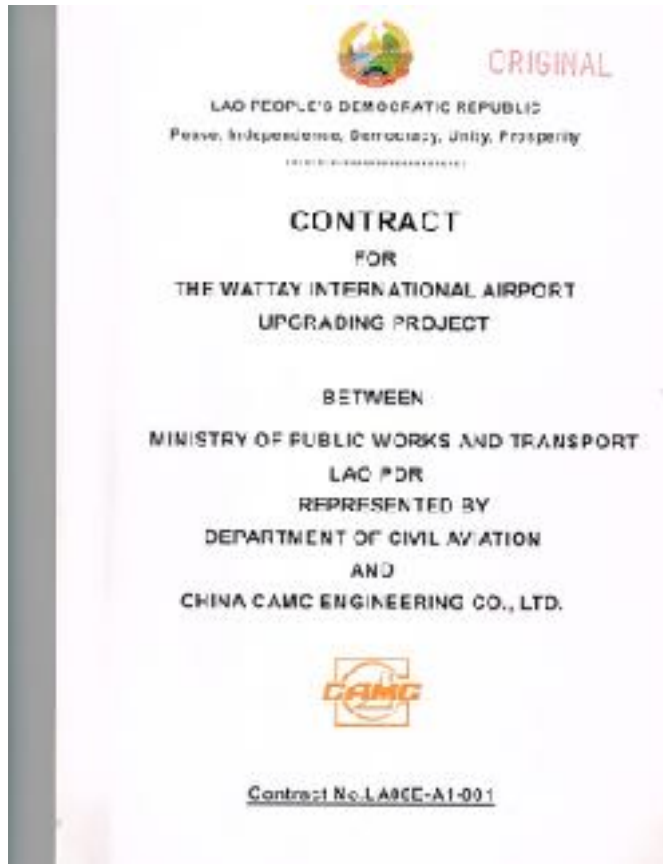 ORIGINAL
LAO PEOPLE'S DEMOCRATIC REPUBLIC
Peace, Independence, Democracy, Unity, Prosperity
CONTRACT
FOR
THE WATTAY INTERNATIONAL AIRPORT
UPGRADING PROJECT
BETWEEN
MINISTRY OF PUBLIC WORKS AND TRANSPORT
LAO PDR
REPRESENTED BY
DEPARTMENT OF CIVIL AVIATION
AND
CHINA CAMC ENGINEERING CO., LTD.
CAMC
Contract No.